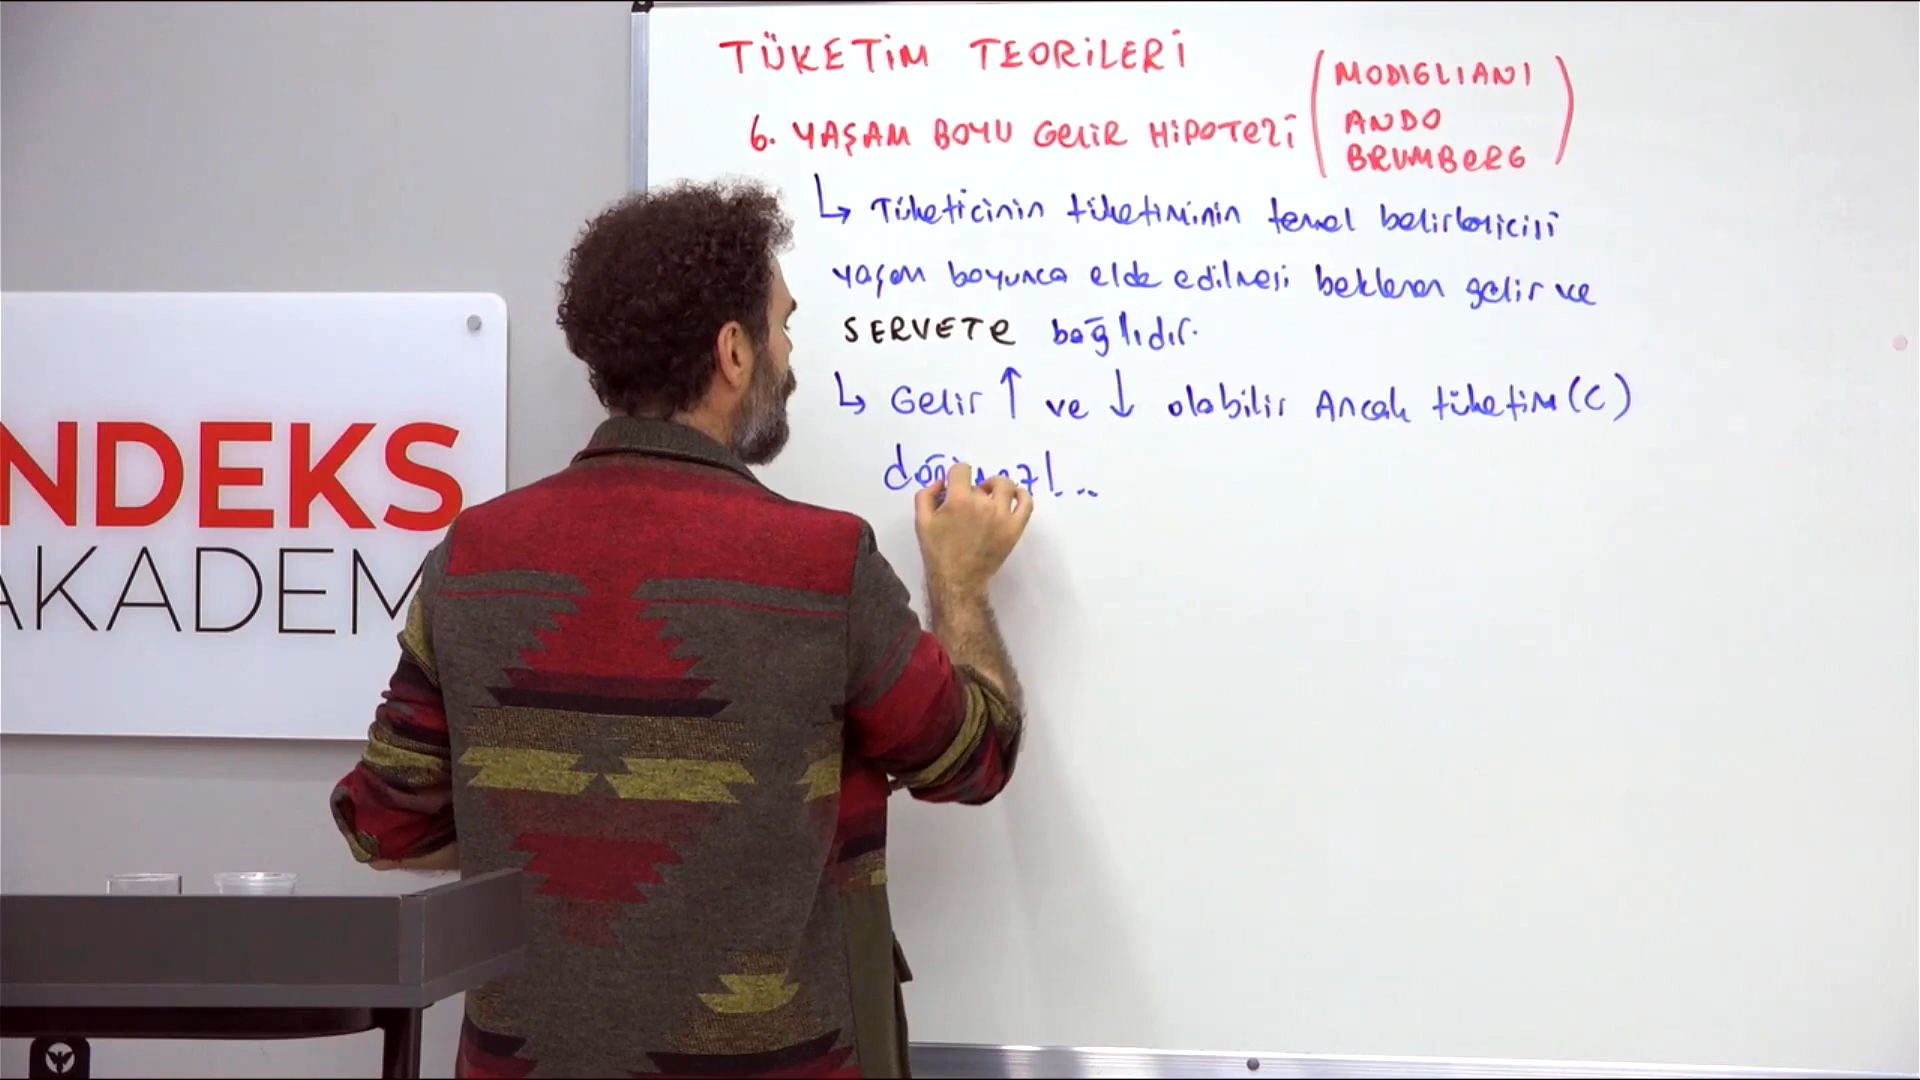 TÜKETİM TEORİLERİ
6. YAŞAM BOYU GELİR HİPOTEZİ (MODIGLIANI
ANDO
BRUMBERG)
↳ Tüketicinin tüketiminin temel belirleyicisi
yaşam boyunca elde edilmesi beklenen gelir ve
SERVETE bağlıdır.
↳ Gelir ↑ ve ↓ olabilir Ancak tüketim (C)
NDEKS
AKADEM